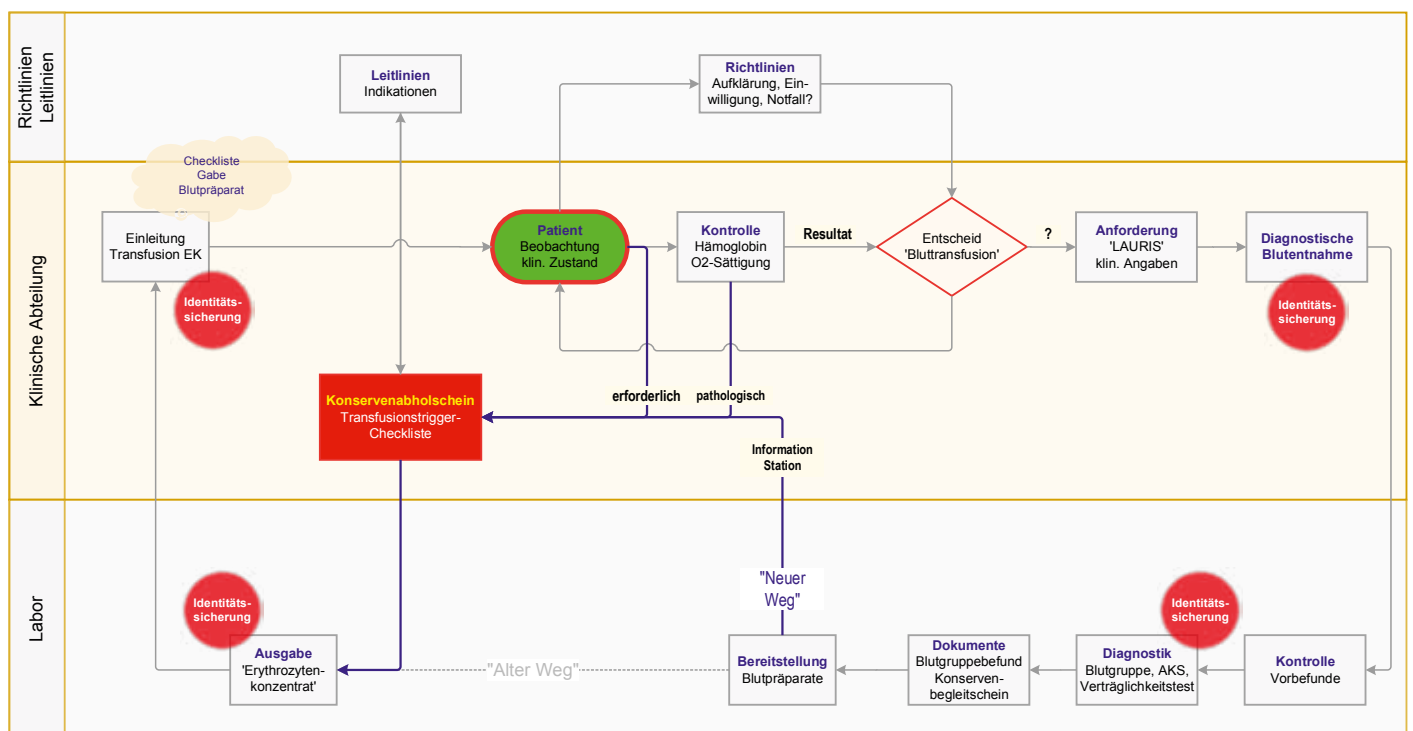 Richtlinien
Leitlinien
Leitlinien
Indikationen
Richtlinien
Aufklärung, Ein-
willigung, Notfall?
Klinische Abteilung
Checkliste
Gabe
Blutpräparat
Einleitung
Transfusion EK
Identitäts-
sicherung
Patient
Beobachtung
klin. Zustand
Kontrolle
Hämoglobin
O2-Sättigung
Resultat
Entscheid
'Bluttransfusion'
?
Anforderung
'LAURIS'
klin. Angaben
Diagnostische
Blutentnahme
Identitäts-
sicherung
Konservenabholschein
Transfusionstrigger-
Checkliste
erforderlich
pathologisch
Information
Station
Labor
Identitäts-
sicherung
Ausgabe
'Erythrozyten-
konzentrat'
"Alter Weg"
"Neuer
Weg"
Bereitstellung
Blutpräparate
Dokumente
Blutgruppebefund
Konserven-
begleitschein
Identitäts-
sicherung
Diagnostik
Blutgruppe, AKS,
Verträglichkeitstest
Kontrolle
Vorbefunde